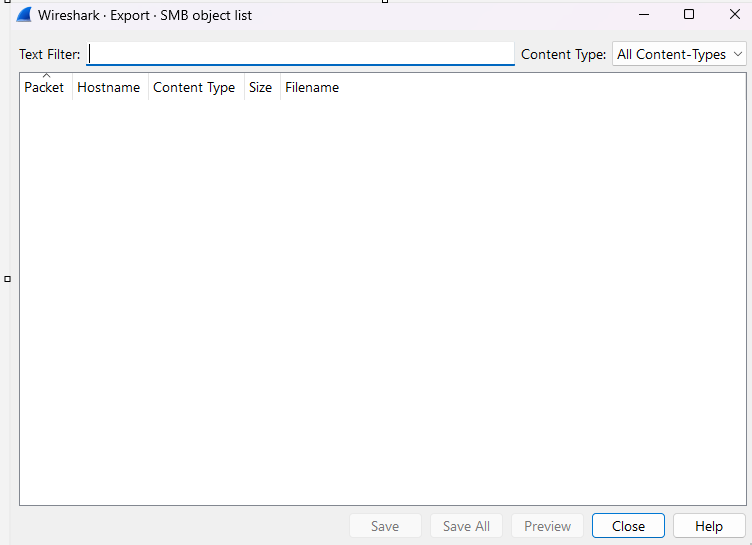 Wireshark · Export · SMB object list
Text Filter: Content Type: All Content-Types
Packet Hostname Content Type Size Filename
Save Save All Preview Close Help